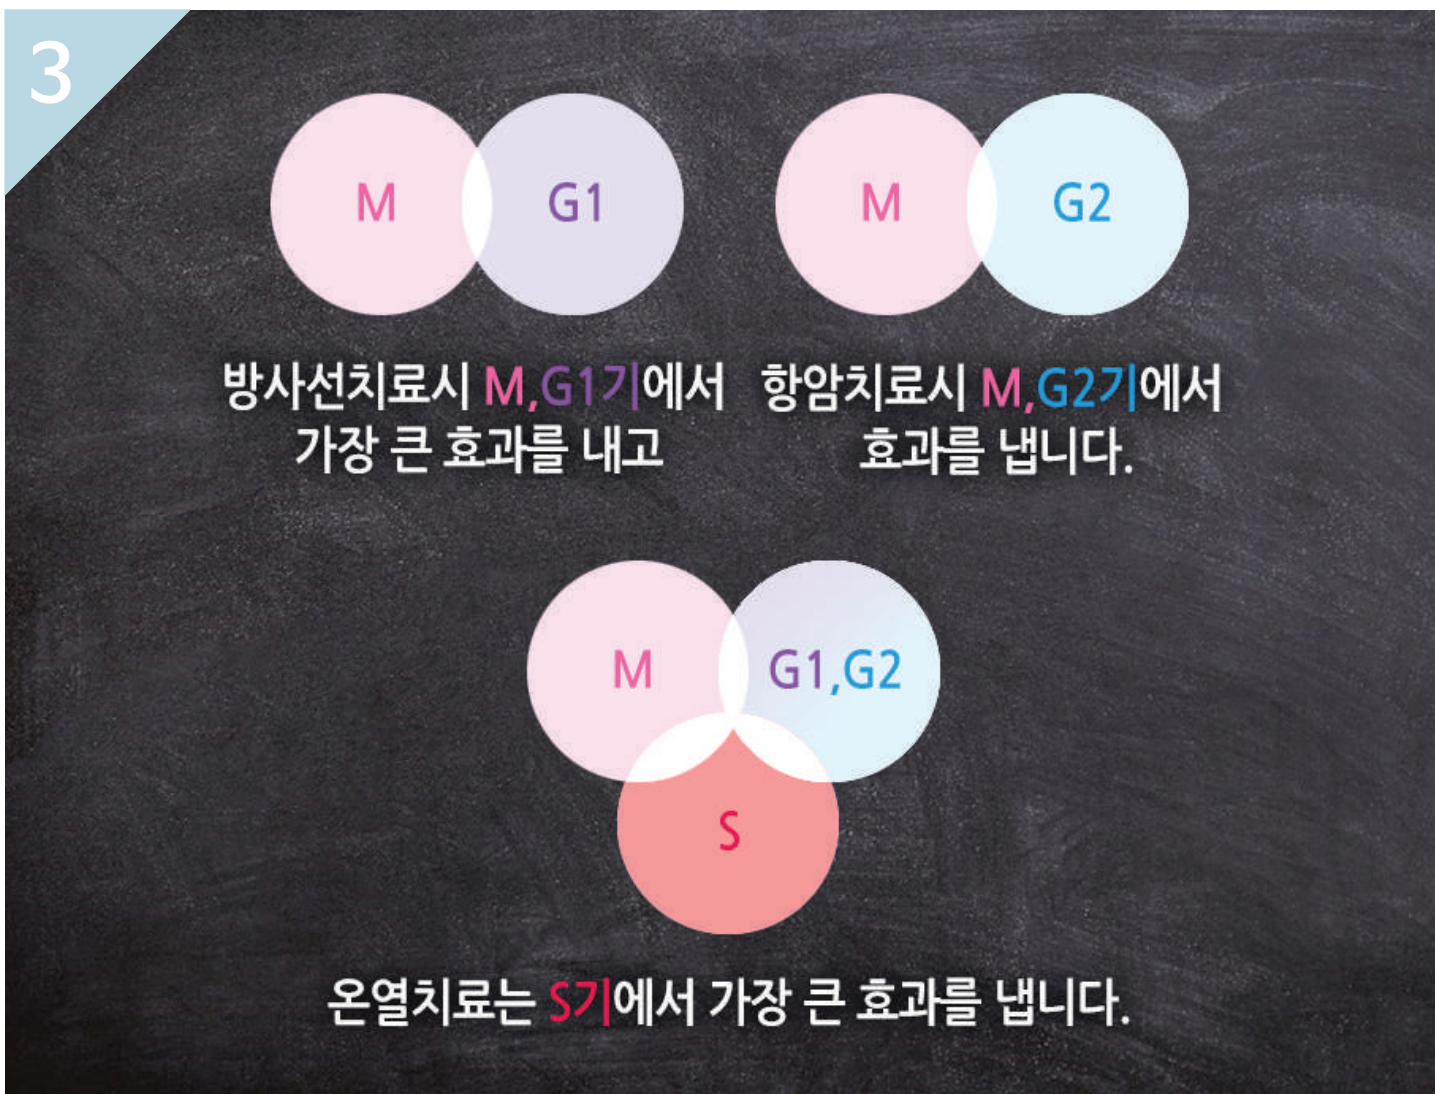 3
M
G1
M
G2
방사선치료시 M,G1기에서
가장 큰 효과를 내고
항암치료시 M,G2기에서
효과를 냅니다.
M
G1,G2
S
온열치료는 S기에서 가장 큰 효과를 냅니다.